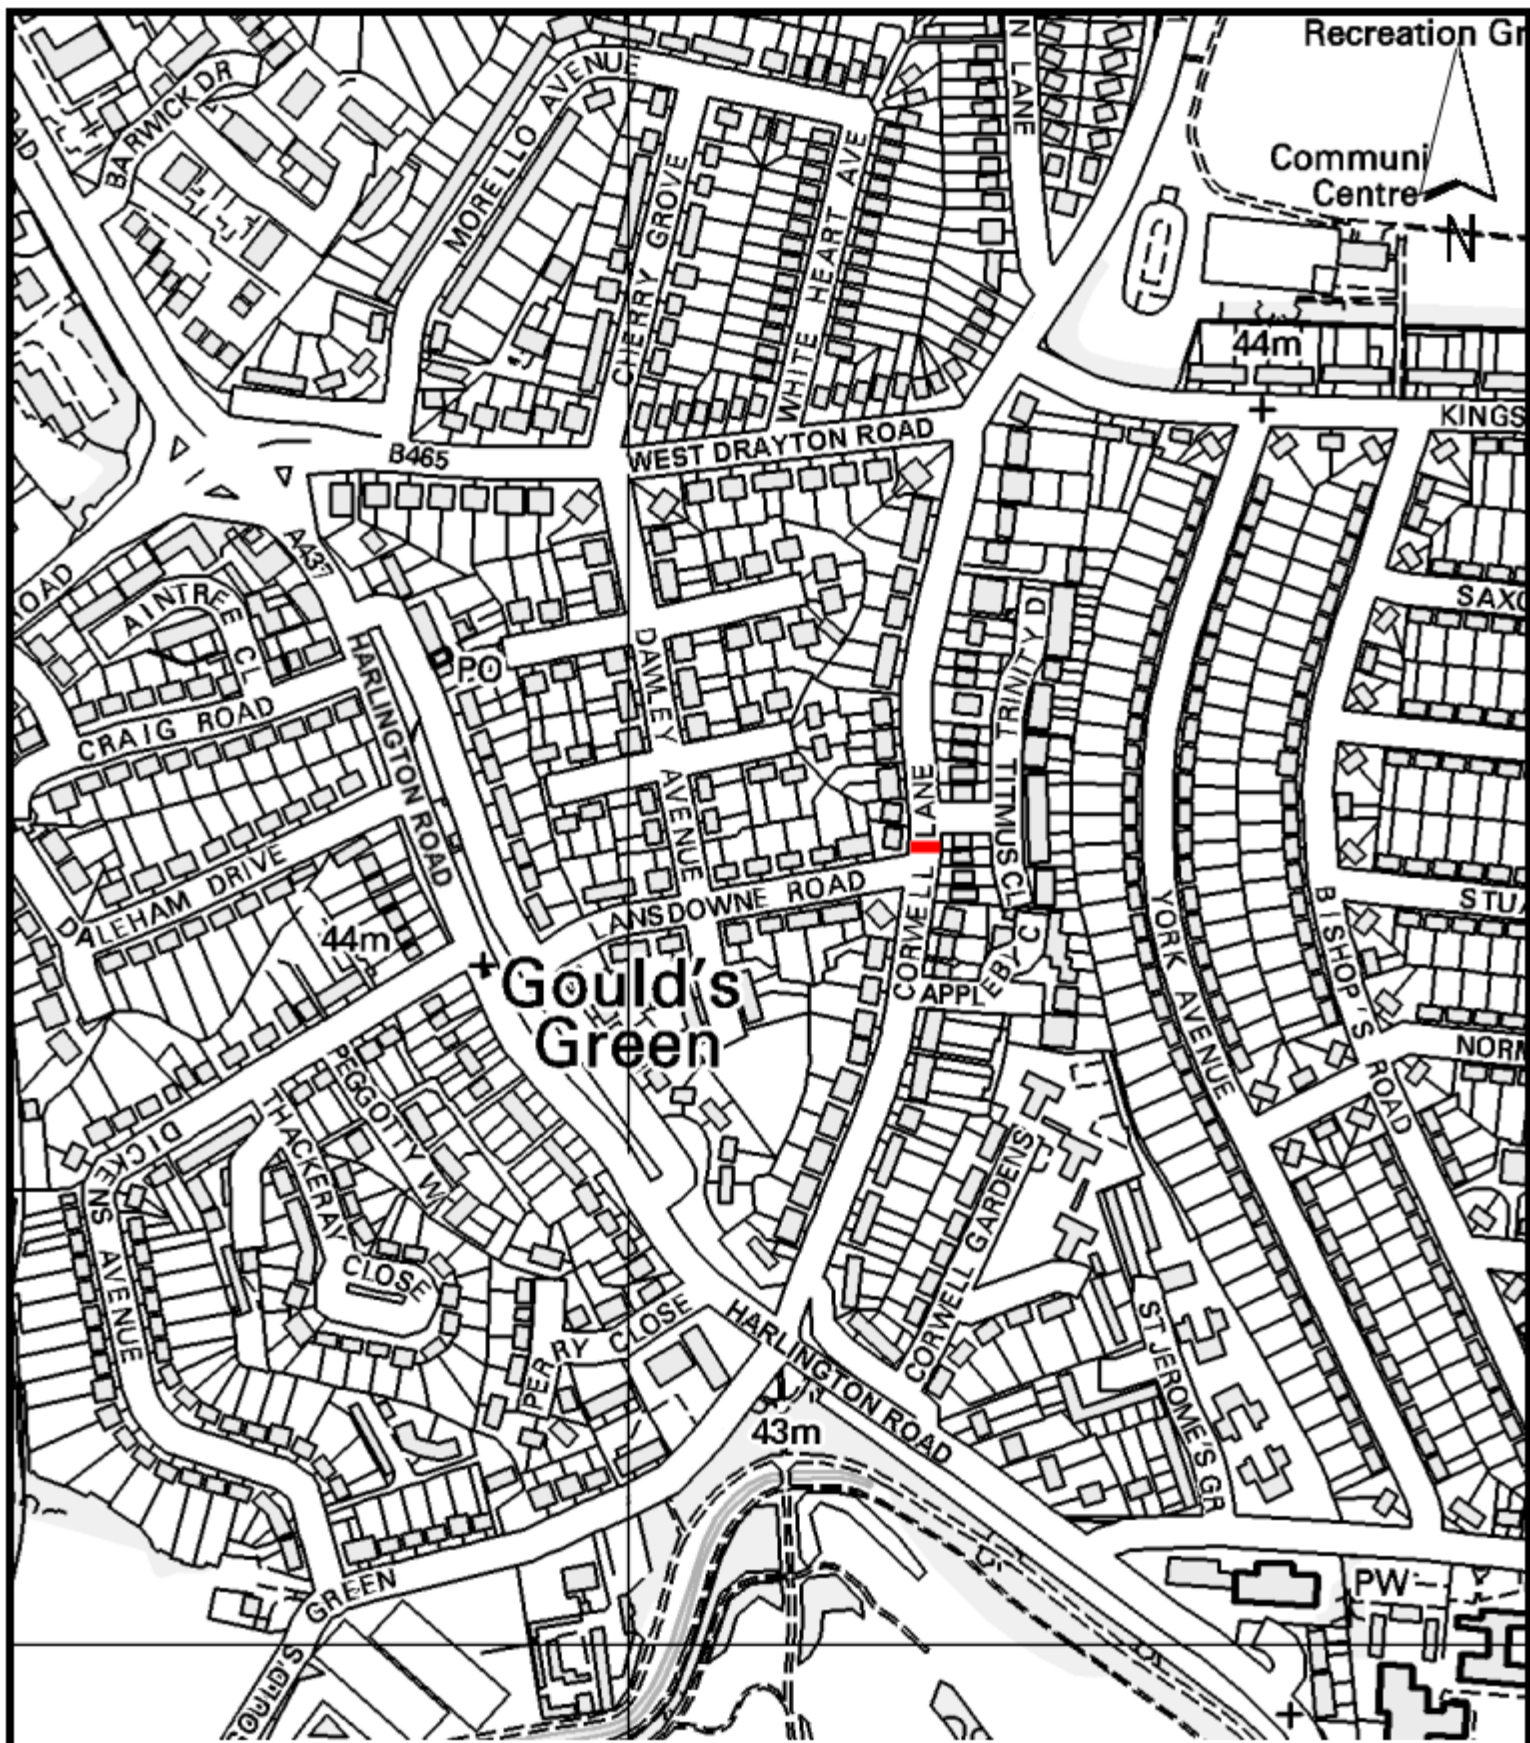 Recreation Gr
N LANE
BARWICK DR
MORELLO AVENUE
Communi
Centre
N
CHERRY GROVE
WHITE HEART AVE
44m
KINGS
B465
WEST DRAYTON ROAD
A437
ROAD
AINTREE CL
SAXO
HARLINGTON ROAD
PO
DAWLEY AVENUE
TRINITY D
CRAIG ROAD
CORWELL LANE
TITMUS CL
DALEHAM DRIVE
LANSDOWNE ROAD
YORK AVENUE
BISHOP'S ROAD
STUA
44m
Gould's
Green
APPL EBY C
NORM
PEGGOTTY W
THACKERAY CLOSE
DICKENS AVENUE
CORWELL GARDENS
PERRY CLOSE
HARLINGTON ROAD
ST JEROME'S GR
43m
GOULD'S GREEN
PW